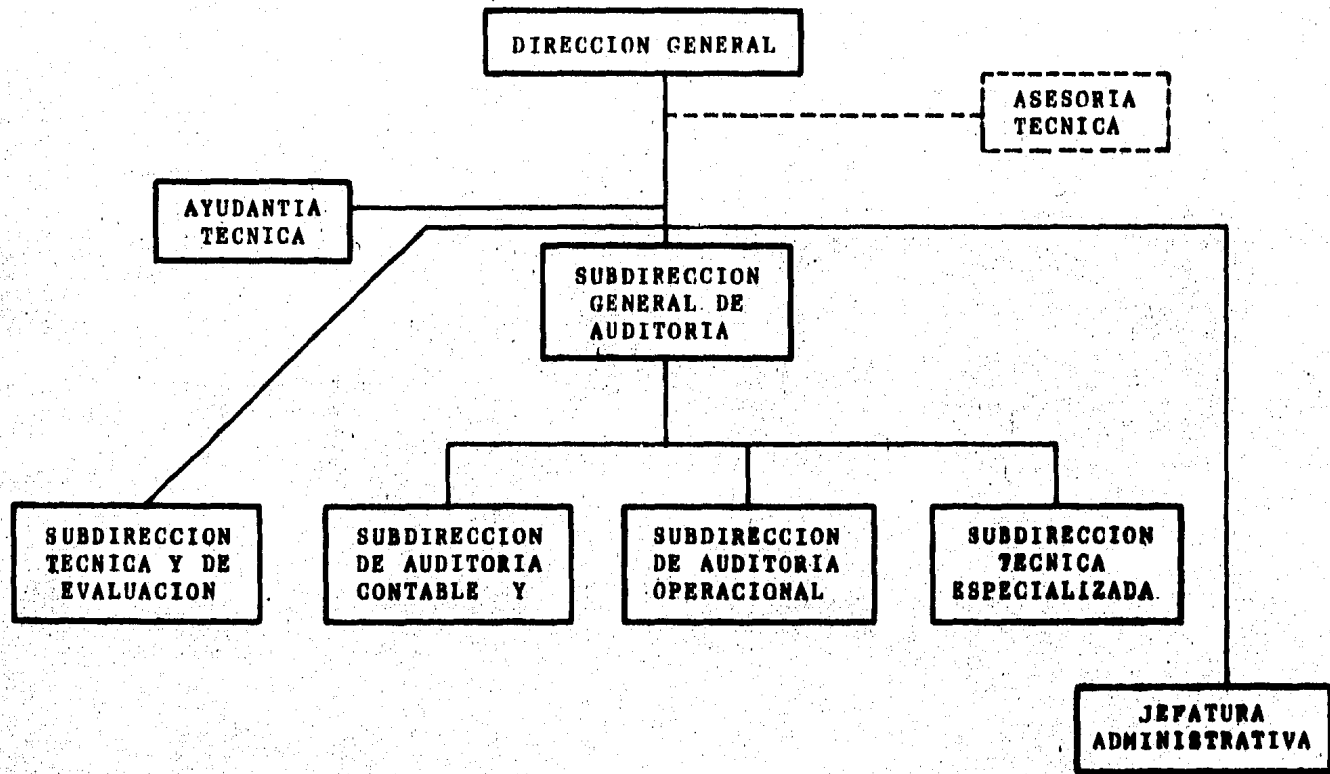 DIRECCION GENERAL
ASESORIA
TECNICA
AYUDANTIA
TECNICA
SUBDIRECCION
GENERAL DE
AUDITORIA
SUBDIRECCION
TECNICA Y DE
EVALUACION
SUBDIRECCION
DE AUDITORIA
CONTABLE Y
SUBDIRECCION
DE AUDITORIA
OPERACIONAL
SUBDIRECCION
TECNICA
ESPECIALIZADA
JEFATURA
ADMINISTRATIVA